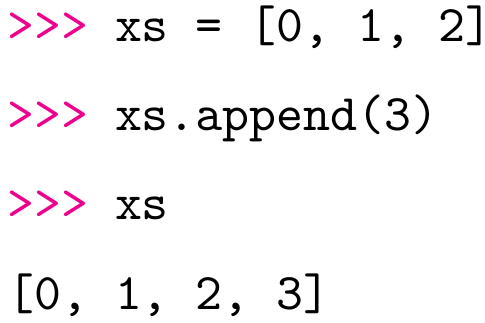 >>> xs = [0, 1, 2]
>>> xs.append(3)
>>> xs
[0, 1, 2, 3]